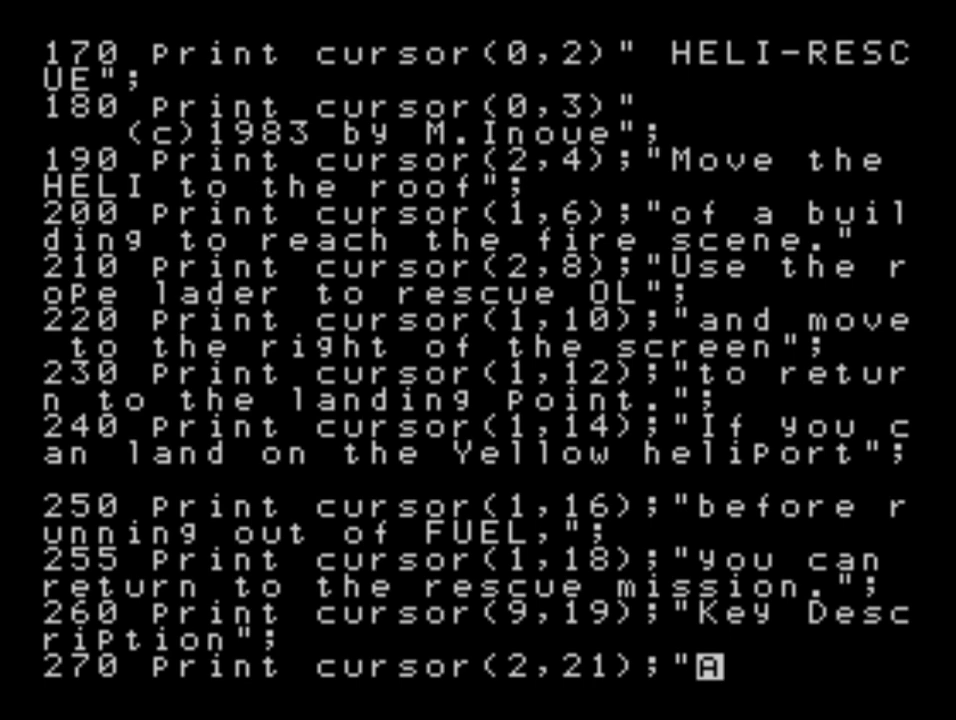 170 Print cursor(0,2)" HELI-RESC
UE";
180 Print cursor(0,3)"
(c)1983 by M.Inoue";
190 Print cursor(2,4);"Move the
HELI to the roof";
200 Print cursor(1,6);"of a buil
ding to reach the fire scene."
210 Print cursor(2,8);"Use the r
ope lader to rescue OL";
220 Print cursor(1,10);"and move
to the right of the screen";
230 Print cursor(1,12);"to retur
n to the landing Point.";
240 Print cursor(1,14);"If you c
an land on the Yellow heliPort";
250 Print cursor(1,16);"before r
unning out of FUEL,";
255 Print cursor(1,18);"you can
return to the rescue mission.";
260 Print cursor(9,19);"Key Desc
riPtion";
270 Print cursor(2,21);"A